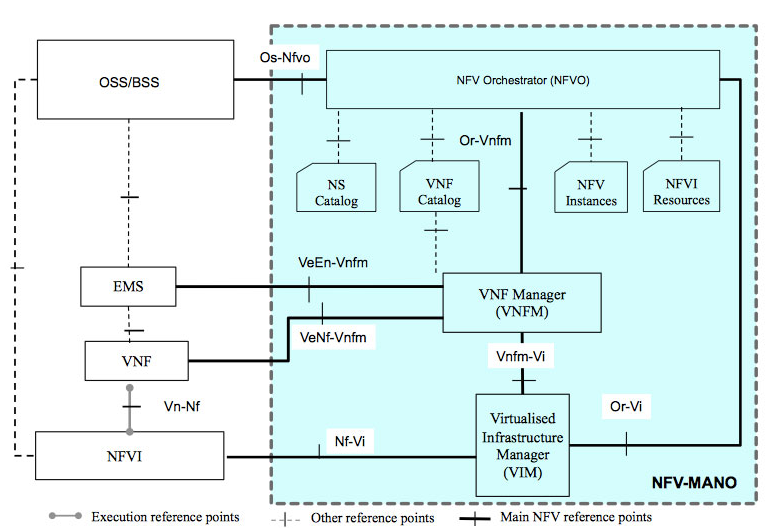 Os-Nfvo
OSS/BSS
NFV Orchestrator (NFVO)
Or-Vnfm
NS
Catalog
VNF
Catalog
NFV
Instances
NFVI
Resources
VeEn-Vnfm
EMS
VNF Manager
(VNFM)
VeNf-Vnfm
VNF
Vnfm-Vi
Vn-Nf
Or-Vi
Virtualised
Infrastructure
Manager
(VIM)
Nf-Vi
NFVI
NFV-MANO
Execution reference points
Other reference points
Main NFV reference points